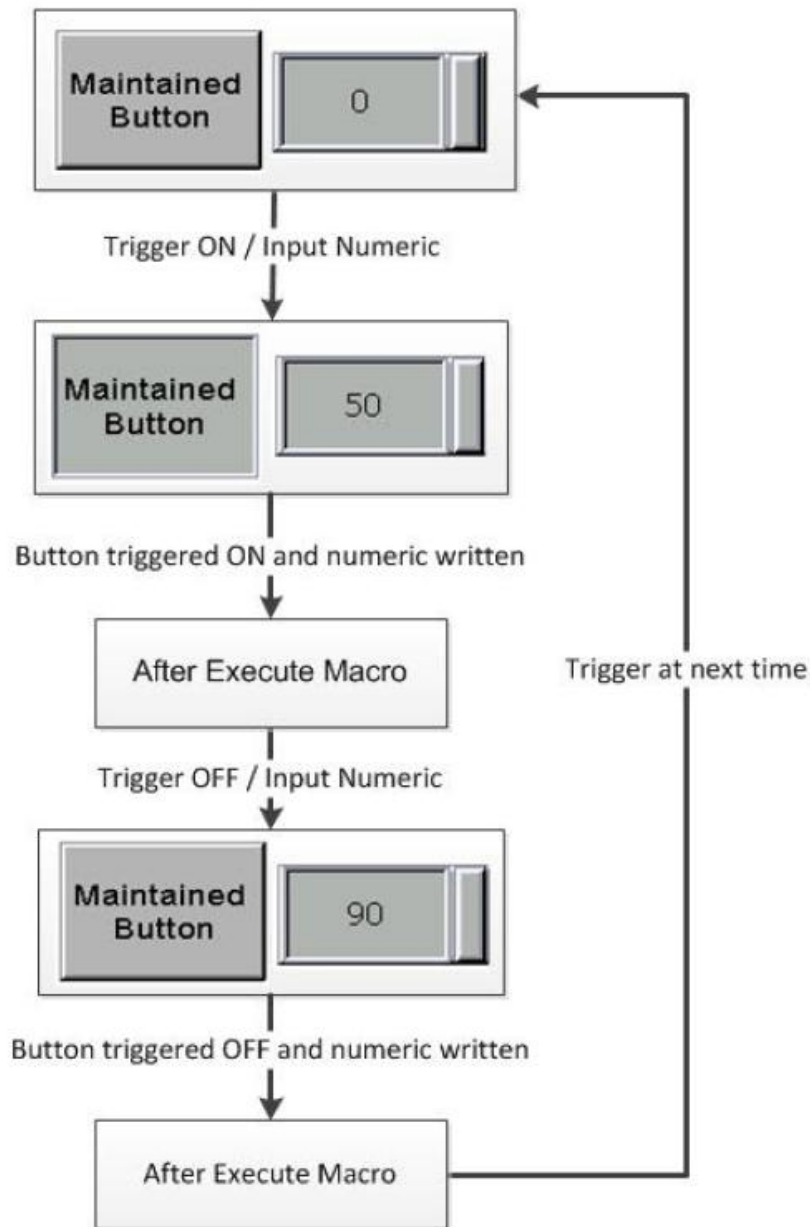 Maintained
Button
0
Trigger ON / Input Numeric
Maintained
Button
50
Button triggered ON and numeric written
After Execute Macro
Trigger at next time
Trigger OFF / Input Numeric
Maintained
Button
90
Button triggered OFF and numeric written
After Execute Macro